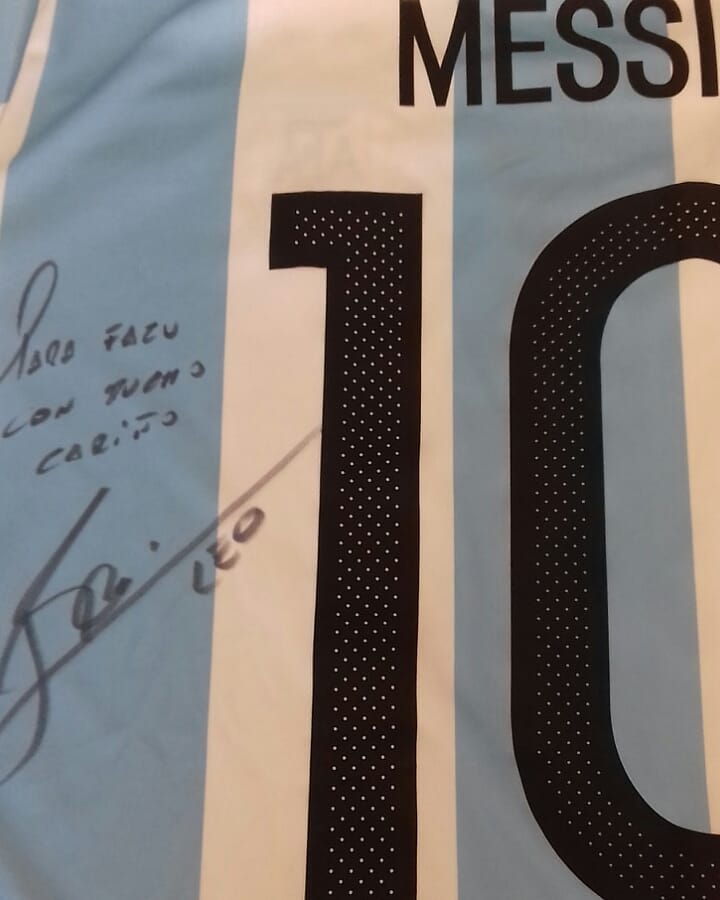 MESSI
10
Para Facu
con mucho
cariño
LEO